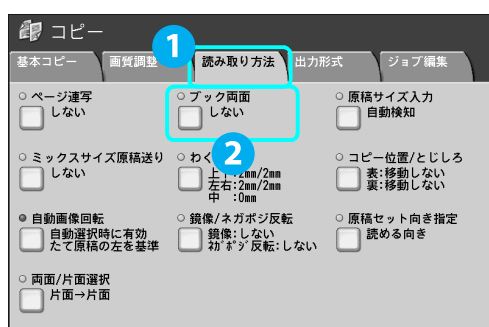 コピー
1
基本コピー 画質調整 読み取り方法 出力形式 ジョブ編集
ページ連写
しない
ブック両面
しない
原稿サイズ入力
自動検知
2
ミックスサイズ原稿送り
しない
わく
上下:2mm/2mm
左右:2mm/2mm
中 :0mm
コピー位置/とじしろ
表:移動しない
裏:移動しない
自動画像回転
自動選択時に有効
たて原稿の左を基準
鏡像/ネガポジ反転
鏡像:しない
ネガポジ反転:しない
原稿セット向き指定
読める向き
両面/片面選択
片面→片面